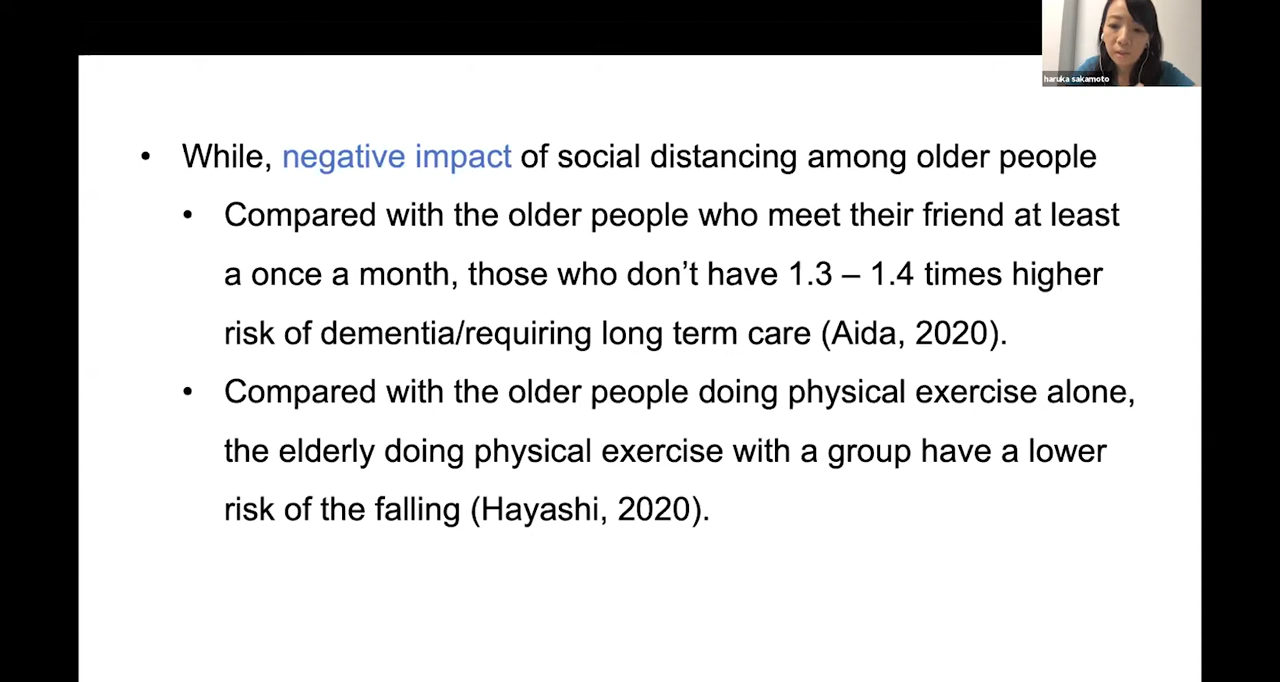 haruka sakamoto
• While, negative impact of social distancing among older people
• Compared with the older people who meet their friend at least
a once a month, those who don’t have 1.3 – 1.4 times higher
risk of dementia/requiring long term care (Aida, 2020).
• Compared with the older people doing physical exercise alone,
the elderly doing physical exercise with a group have a lower
risk of the falling (Hayashi, 2020).